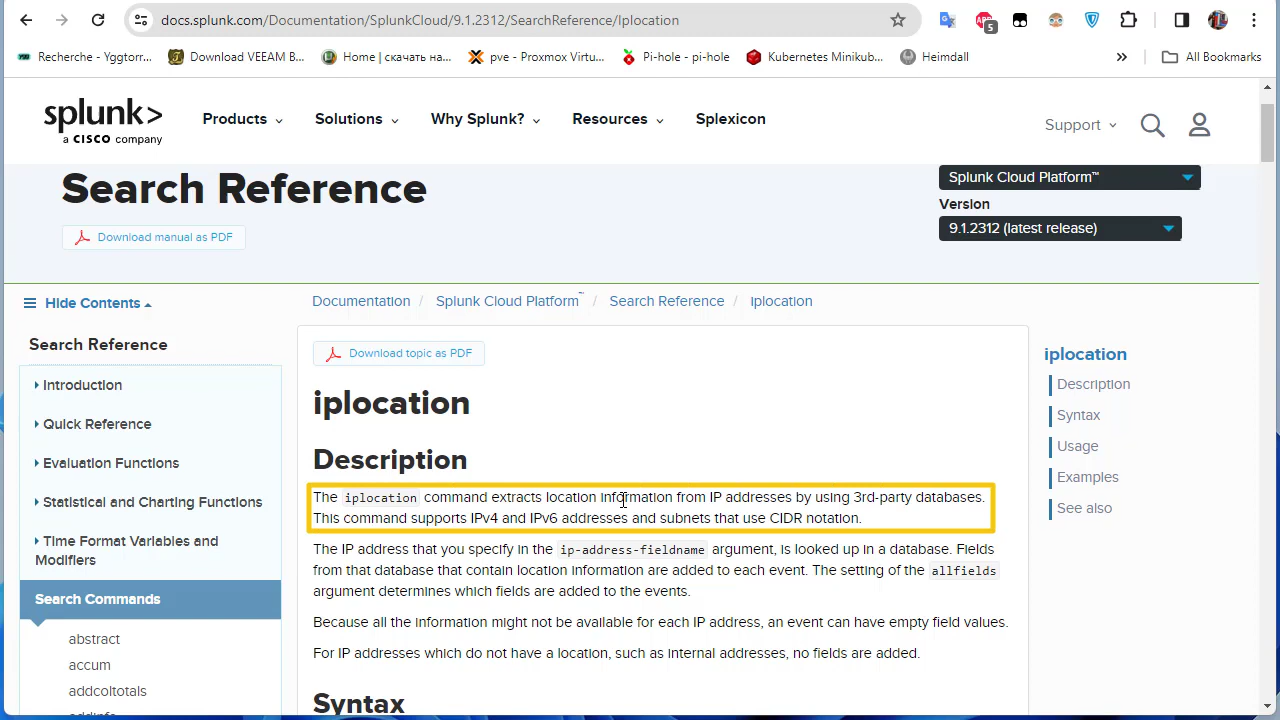 docs.splunk.com/Documentation/SplunkCloud/9.1.2312/SearchReference/Iplocation
5
Recherche - Yggtorr...
Download VEEAM B...
Home | скачать на...
pve - Proxmox Virtu...
Pi-hole - pi-hole
Kubernetes Minikub...
Heimdall
»
All Bookmarks
splunk>
a CISCO company
Products
Solutions
Why Splunk?
Resources
Splexicon
Support
Search Reference
Download manual as PDF
Splunk Cloud Platform™
Version
9.1.2312 (latest release)
Hide Contents
Documentation / Splunk Cloud Platform™ / Search Reference / Iplocation
Search Reference
Introduction
Quick Reference
Evaluation Functions
Statistical and Charting Functions
Time Format Variables and
Modifiers
Search Commands
abstract
accum
addcoltotals
addinfo
Download topic as PDF
iplocation
Description
The iplocation command extracts location information from IP addresses by using 3rd-party databases.
This command supports IPv4 and IPv6 addresses and subnets that use CIDR notation.
The IP address that you specify in the ip-address-fieldname argument, is looked up in a database. Fields
from that database that contain location information are added to each event. The setting of the allfields
argument determines which fields are added to the events.
Because all the information might not be available for each IP address, an event can have empty field values.
For IP addresses which do not have a location, such as internal addresses, no fields are added.
Syntax
iplocation
Description
Syntax
Usage
Examples
See also